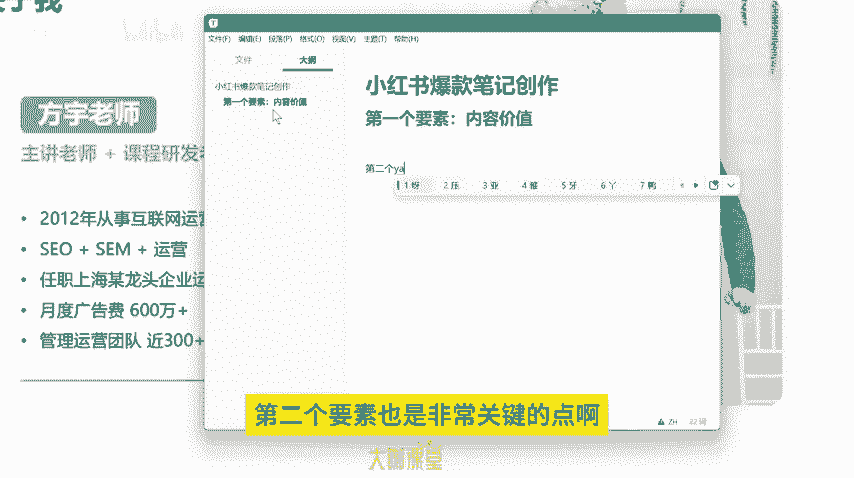 方宇老师
主讲老师 + 课程研发
• 2012年从事互联网运营
• SEO + SEM + 运营
• 任职上海某龙头企业运
• 月度广告费 600万+
• 管理运营团队 近300+
文件(F) 编辑(E) 段落(P) 格式(O) 视图(V) 主题(T) 帮助(H)
文件 大纲
小红书爆款笔记创作
第一个要素：内容价值
小红书爆款笔记创作
第一个要素：内容价值
第二个ya
1 呀 2 压 3 亚 4 雅 5 牙 6 丫 7 鸭
ZH
第二个要素也是非常关键的点啊
大鹏课堂